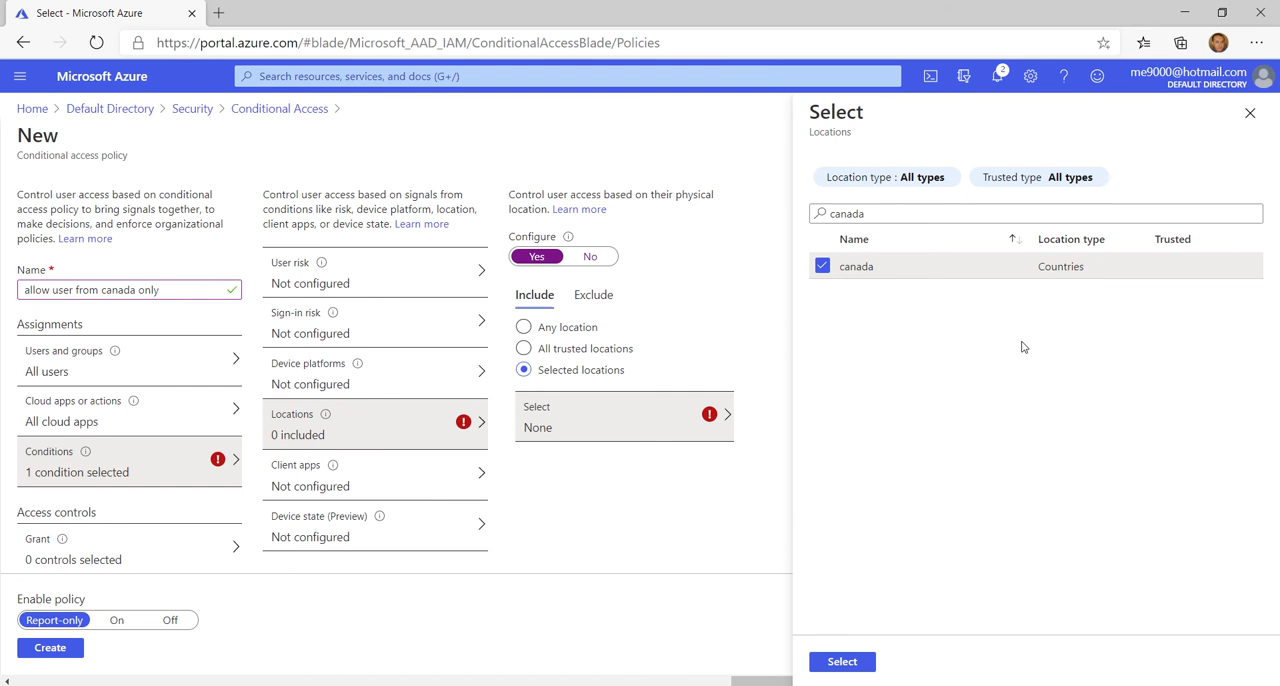 Select - Microsoft Azure
https://portal.azure.com/#blade/Microsoft_AAD_IAM/ConditionalAccessBlade/Policies
Microsoft Azure
Search resources, services, and docs (G+/)
2
me9000@hotmail.com
DEFAULT DIRECTORY
Home > Default Directory > Security > Conditional Access >
New
Conditional access policy
Control user access based on conditional
access policy to bring signals together, to
make decisions, and enforce organizational
policies. Learn more
Name *
allow user from canada only
Assignments
Users and groups
All users
Cloud apps or actions
All cloud apps
Conditions
1 condition selected
Access controls
Grant
0 controls selected
Enable policy
Report-only On Off
Create
Control user access based on signals from
conditions like risk, device platform, location,
client apps, or device state. Learn more
User risk
Not configured
Sign-in risk
Not configured
Device platforms
Not configured
Locations
0 included
Client apps
Not configured
Device state (Preview)
Not configured
Control user access based on their physical
location. Learn more
Configure
Yes No
Include Exclude
Any location
All trusted locations
Selected locations
Select
None
Select
Locations
Location type : All types Trusted type All types
canada
Name Location type Trusted
canada Countries
Select